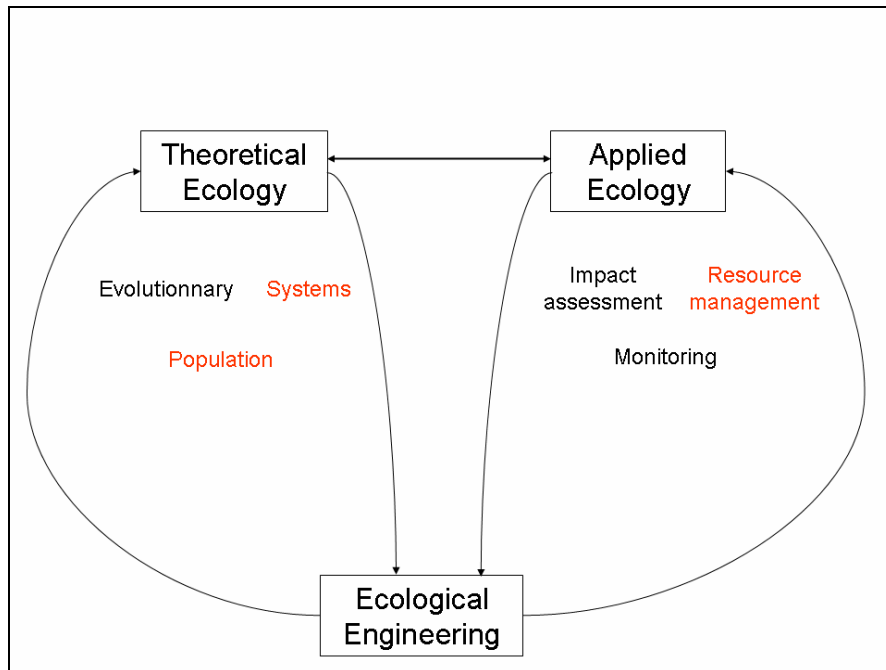 Theoretical
Ecology
Applied
Ecology
Evolutionnary
Systems
Population
Impact
assessment
Resource
management
Monitoring
Ecological
Engineering